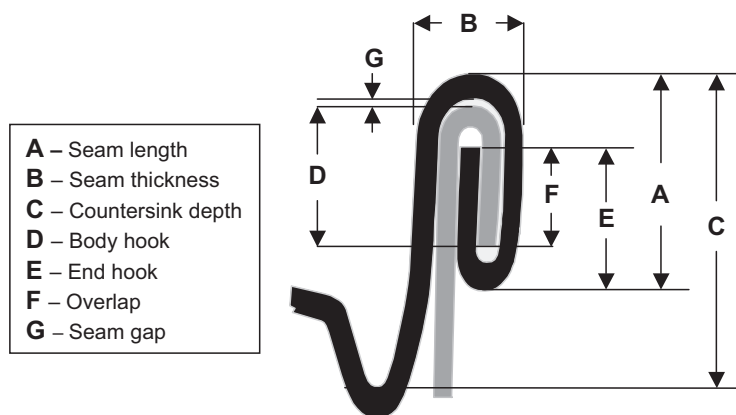 A – Seam length
B – Seam thickness
C – Countersink depth
D – Body hook
E – End hook
F – Overlap
G – Seam gap
B
G
D
F
E
A
C